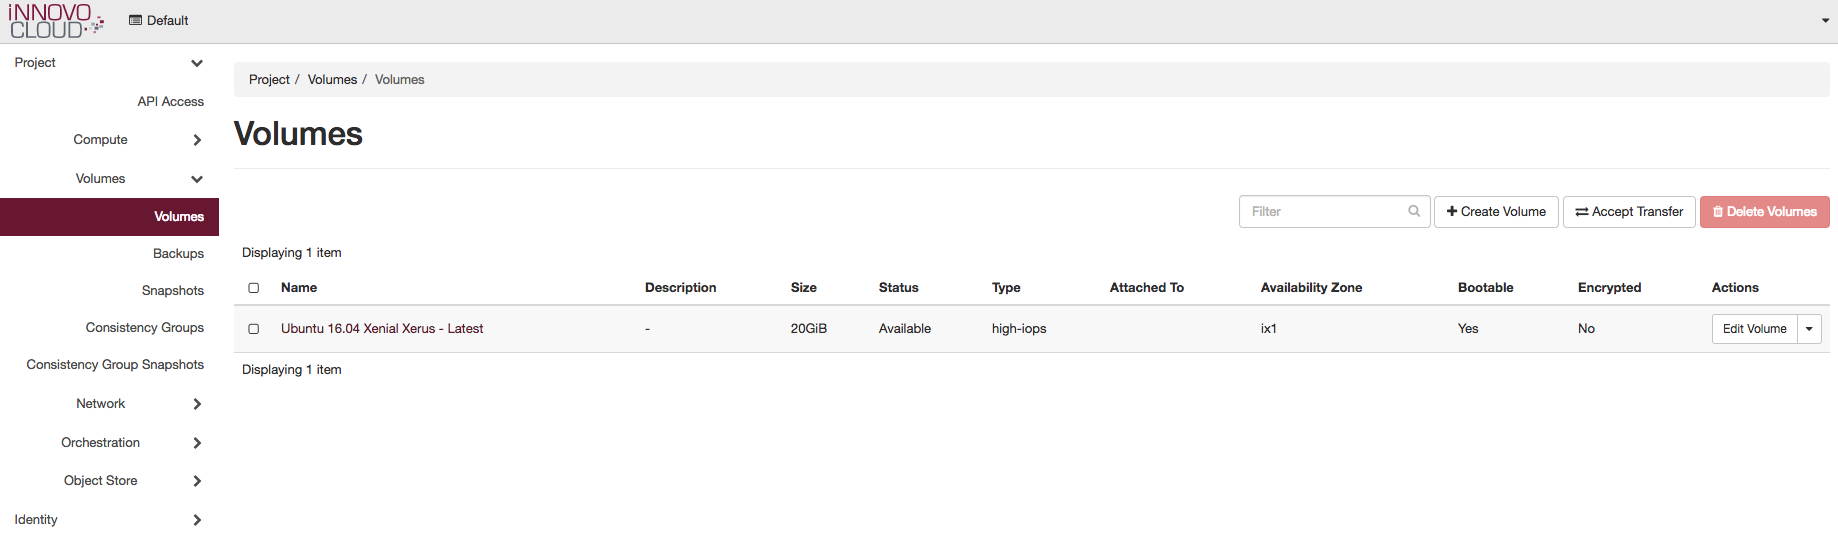 iNNOVO
CLOUD
Default
Project
API Access
Compute
Volumes
Volumes
Backups
Snapshots
Consistency Groups
Consistency Group Snapshots
Network
Orchestration
Object Store
Identity
Project / Volumes / Volumes
Volumes
Filter
Create Volume
Accept Transfer
Delete Volumes
Displaying 1 item
Name Description Size Status Type Attached To Availability Zone Bootable Encrypted Actions
Ubuntu 16.04 Xenial Xerus - Latest - 20GiB Available high-iops ix1 Yes No Edit Volume
Displaying 1 item